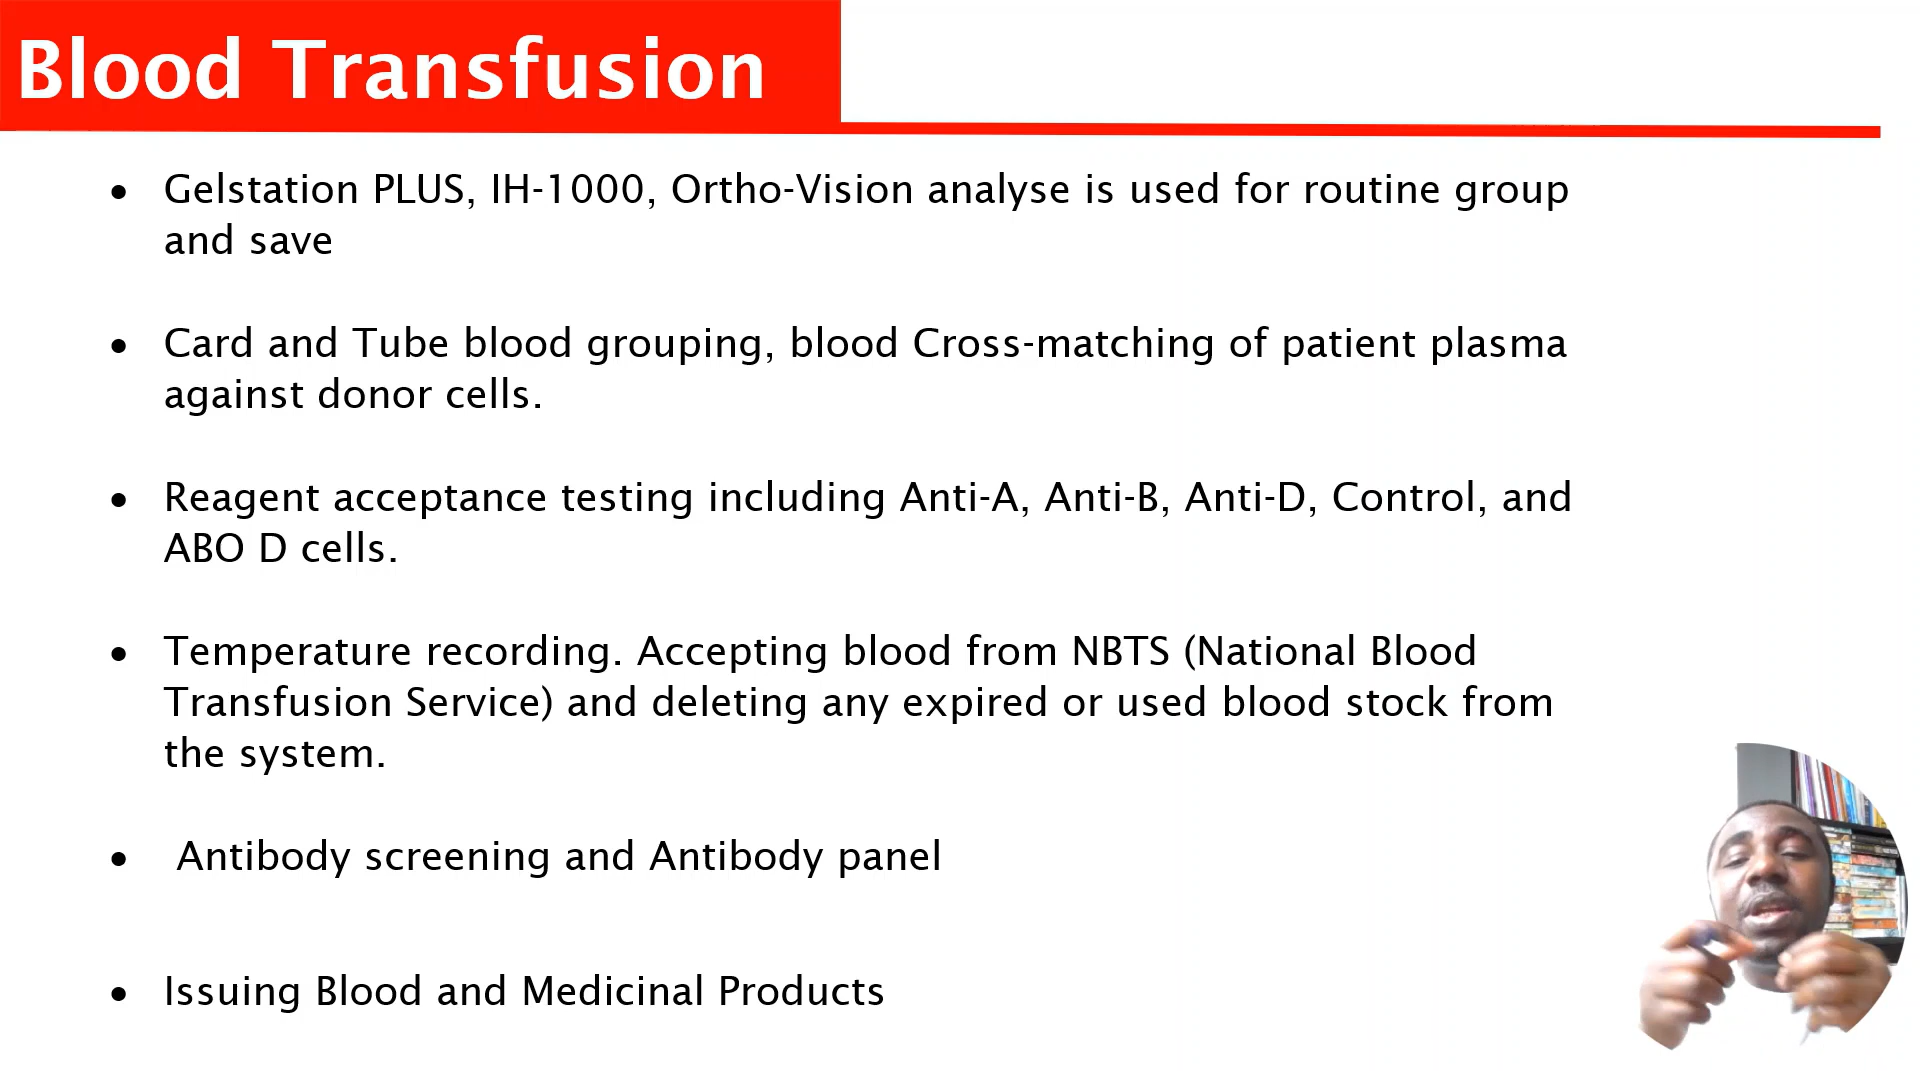 Blood Transfusion
• Gelstation PLUS, IH-1000, Ortho-Vision analyse is used for routine group
and save
• Card and Tube blood grouping, blood Cross-matching of patient plasma
against donor cells.
• Reagent acceptance testing including Anti-A, Anti-B, Anti-D, Control, and
ABO D cells.
• Temperature recording. Accepting blood from NBTS (National Blood
Transfusion Service) and deleting any expired or used blood stock from
the system.
• Antibody screening and Antibody panel
• Issuing Blood and Medicinal Products